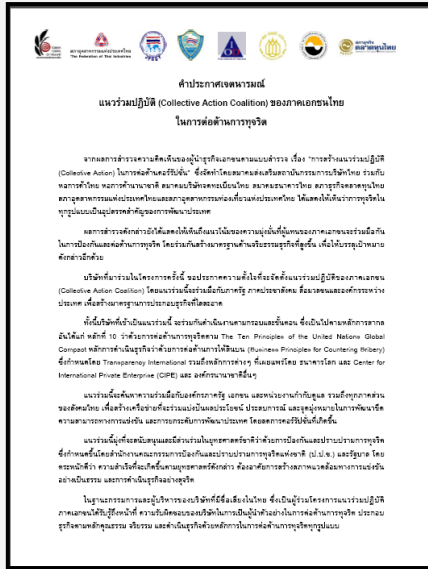 สภาอุตสาหกรรมแห่งประเทศไทย
The Federation of Thai Industries
สภาธุรกิจ
ตลาดทุนไทย
คำประกาศเจตนารมณ์
แนวร่วมปฏิบัติ (Collective Action Coalition) ของภาคเอกชนไทย
ในการต่อต้านการทุจริต
จากผลการสำรวจความคิดเห็นของผู้นำธุรกิจเอกชนตามแบบสำรวจ เรื่อง "การสร้างแนวร่วมปฏิบัติ
(Collective Action) ในการต่อต้านคอร์รัปชั่น" ซึ่งจัดทำโดยสมาคมส่งเสริมสถาบันกรรมการบริษัทไทย ร่วมกับ
หอการค้าไทย หอการค้านานาชาติ สมาคมบริษัทจดทะเบียนไทย สมาคมธนาคารไทย สภาธุรกิจตลาดทุนไทย
สภาอุตสาหกรรมแห่งประเทศไทยและสภาอุตสาหกรรมท่องเที่ยวแห่งประเทศไทย ได้แสดงให้เห็นว่าการทุจริตใน
ทุกรูปแบบเป็นอุปสรรคสำคัญของการพัฒนาประเทศ
ผลการสำรวจดังกล่าวยังได้แสดงให้เห็นถึงแนวโน้มของความมุ่งมั่นที่ผู้แทนของภาคเอกชนจะร่วมมือกัน
ในการป้องกันและต่อต้านการทุจริต โดยร่วมกันสร้างมาตรฐานด้านจริยธรรมธุรกิจที่สูงขึ้น เพื่อให้บรรลุเป้าหมาย
ดังกล่าวอีกด้วย
บริษัทที่มาร่วมในโครงการครั้งนี้ ขอประกาศความตั้งใจที่จะจัดตั้งแนวร่วมปฏิบัติของภาคเอกชน
(Collective Action Coalition) โดยแนวร่วมนี้จะร่วมมือกับภาครัฐ ภาคประชาสังคม สื่อมวลชนและองค์กรระหว่าง
ประเทศ เพื่อสร้างมาตรฐานการประกอบธุรกิจที่ใสสะอาด
ทั้งนี้บริษัทที่เข้าเป็นแนวร่วมนี้ จะร่วมกันดำเนินงานตามกรอบและขั้นตอน ซึ่งเป็นไปตามหลักการสากล
อันได้แก่ หลักที่ 10 ว่าด้วยการต่อต้านการทุจริตตาม The Ten Principles of the United Nations Global
Compact หลักการดำเนินธุรกิจว่าด้วยการต่อต้านการให้สินบน (Business Principles for Countering Bribery)
ซึ่งกำหนดโดย Transparency International รวมถึงหลักการต่างๆ ที่เผยแพร่โดย ธนาคารโลก และ Center for
International Private Enterprise (CIPE) และ องค์กรนานาชาติอื่นๆ
แนวร่วมนี้จะค้นหาความร่วมมือกับองค์กรภาครัฐ เอกชน และหน่วยงานกำกับดูแล รวมถึงทุกภาคส่วน
ของสังคมไทย เพื่อสร้างเครือข่ายที่จะร่วมแบ่งปันผลประโยชน์ ประสบการณ์ และจุดมุ่งหมายในการพัฒนาขีด
ความสามารถทางการแข่งขัน และการยกระดับการพัฒนาประเทศ โดยลดการคอร์รัปชั่นที่เกิดขึ้น
แนวร่วมนี้มุ่งที่จะสนับสนุนและมีส่วนร่วมในยุทธศาสตร์ชาติว่าด้วยการป้องกันและปราบปรามการทุจริต
ซึ่งกำหนดขึ้นโดยสำนักงานคณะกรรมการป้องกันและปราบปรามการทุจริตแห่งชาติ (ป.ป.ช.) และรัฐบาล โดย
ตระหนักดีว่า ความสำเร็จที่จะเกิดขึ้นตามยุทธศาสตร์ดังกล่าว ต้องอาศัยการสร้างสภาพแวดล้อมทางการแข่งขัน
อย่างเป็นธรรม และการดำเนินธุรกิจอย่างสุจริต
ในฐานะกรรมการและผู้บริหารของบริษัทที่มีชื่อเสียงในไทย ซึ่งเป็นผู้ร่วมโครงการแนวร่วมปฏิบัติ
ภาคเอกชนได้รับรู้ถึงหน้าที่ ความรับผิดชอบของบริษัทในการเป็นผู้นำตัวอย่างในการต่อต้านการทุจริต ประกอบ
ธุรกิจตามหลักคุณธรรม จริยธรรม และดำเนินธุรกิจด้วยหลักการในการต่อต้านการทุจริตทุกรูปแบบ